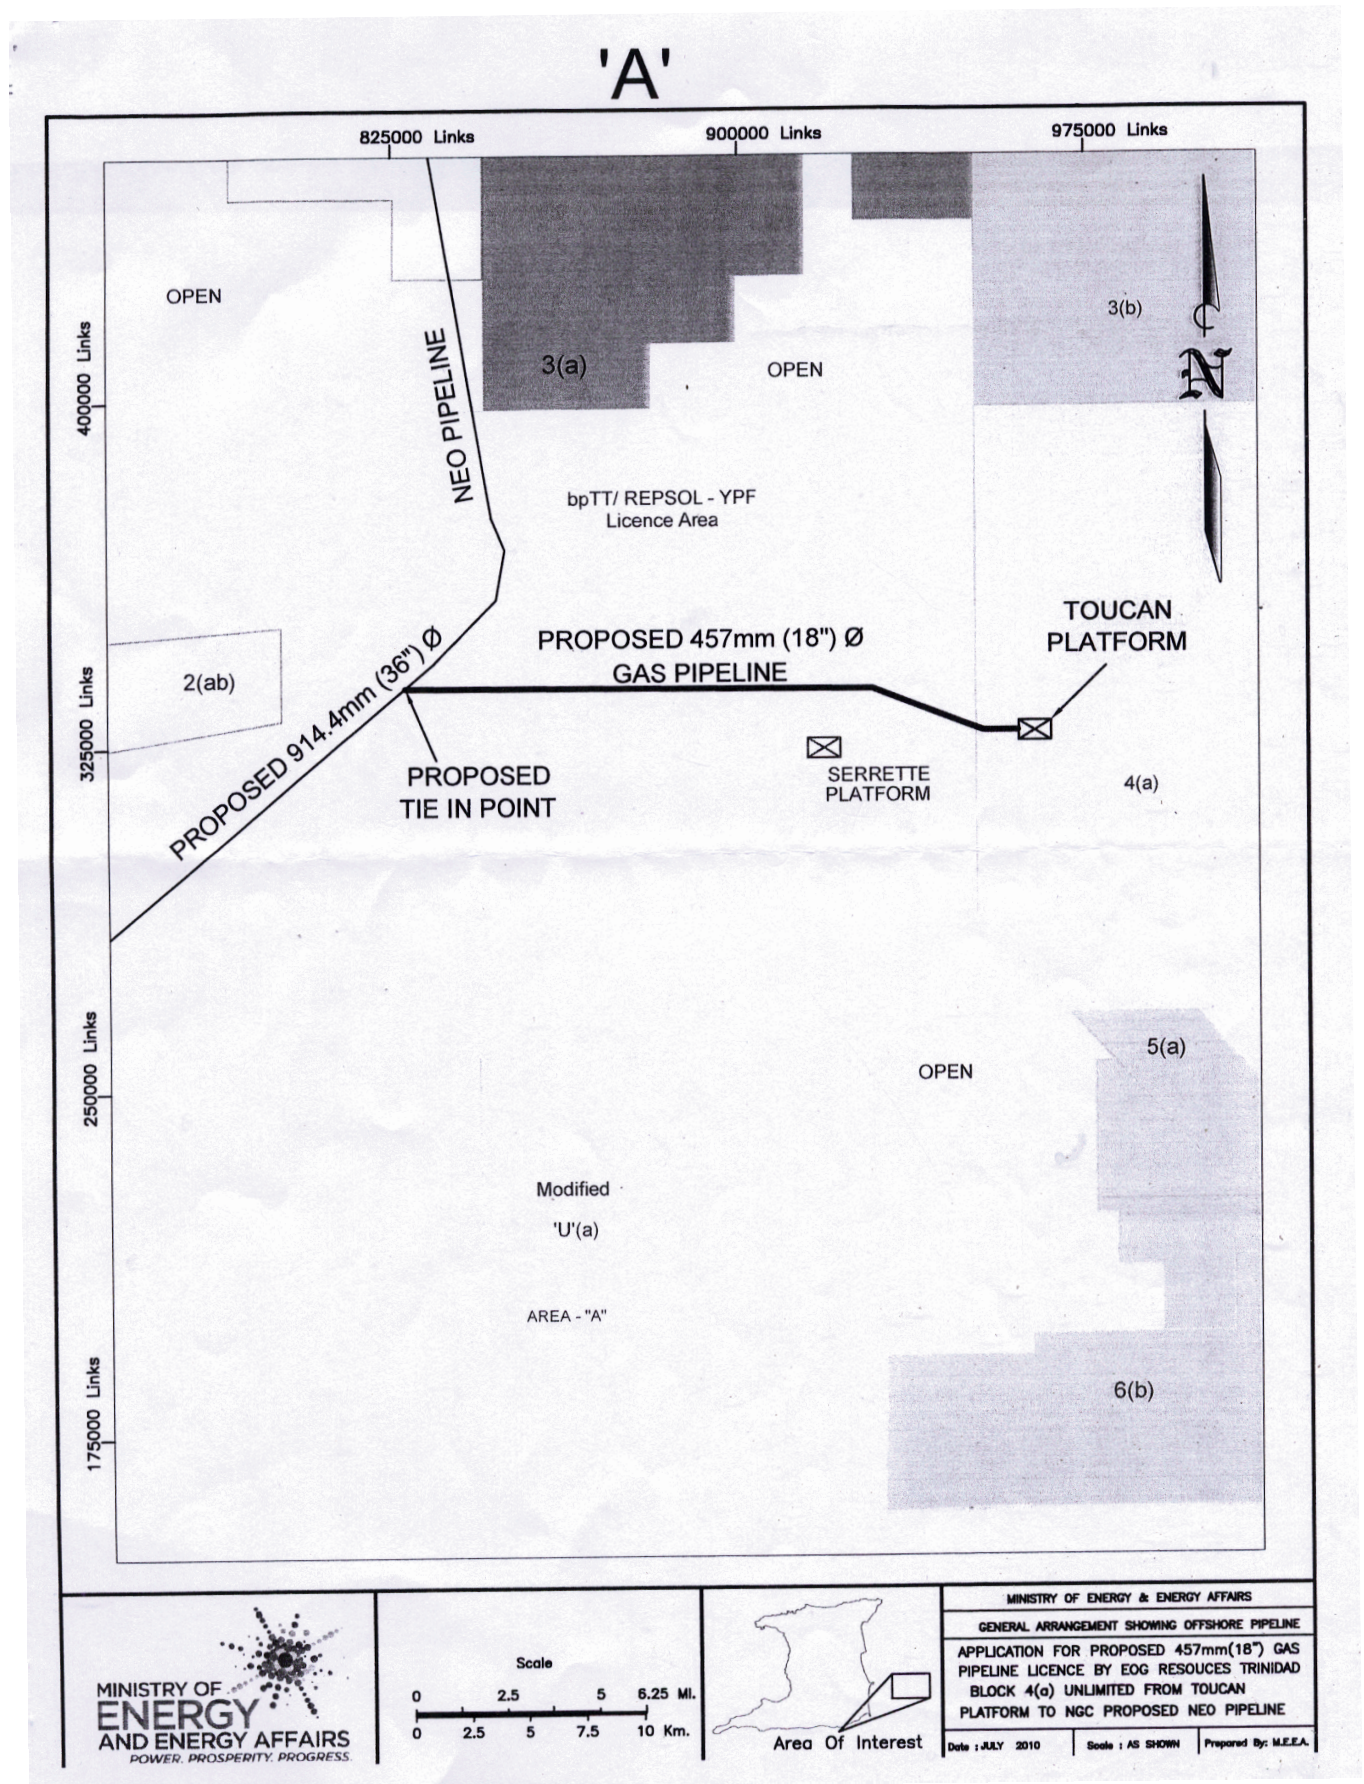 'A'
825000 Links
900000 Links
975000 Links
OPEN
3(b)
400000 Links
NEO PIPELINE
3(a)
OPEN
N
bpTT/ REPSOL - YPF
Licence Area
TOUCAN
PLATFORM
PROPOSED 457mm (18") Ø
GAS PIPELINE
2(ab)
PROPOSED 914.4mm (36") Ø
325000 Links
PROPOSED
TIE IN POINT
SERRETTE
PLATFORM
4(a)
250000 Links
5(a)
OPEN
Modified
'U'(a)
AREA - "A"
175000 Links
6(b)
MINISTRY OF
ENERGY
AND ENERGY AFFAIRS
POWER. PROSPERITY. PROGRESS.
Scale
0 2.5 5 6.25 MI.
0 2.5 5 7.5 10 Km.
Area Of Interest
MINISTRY OF ENERGY & ENERGY AFFAIRS
GENERAL ARRANGEMENT SHOWING OFFSHORE PIPELINE
APPLICATION FOR PROPOSED 457mm(18") GAS
PIPELINE LICENCE BY EOG RESOUCES TRINIDAD
BLOCK 4(a) UNLIMITED FROM TOUCAN
PLATFORM TO NGC PROPOSED NEO PIPELINE
Date : JULY 2010
Scale : AS SHOWN
Prepared By: M.E.E.A.